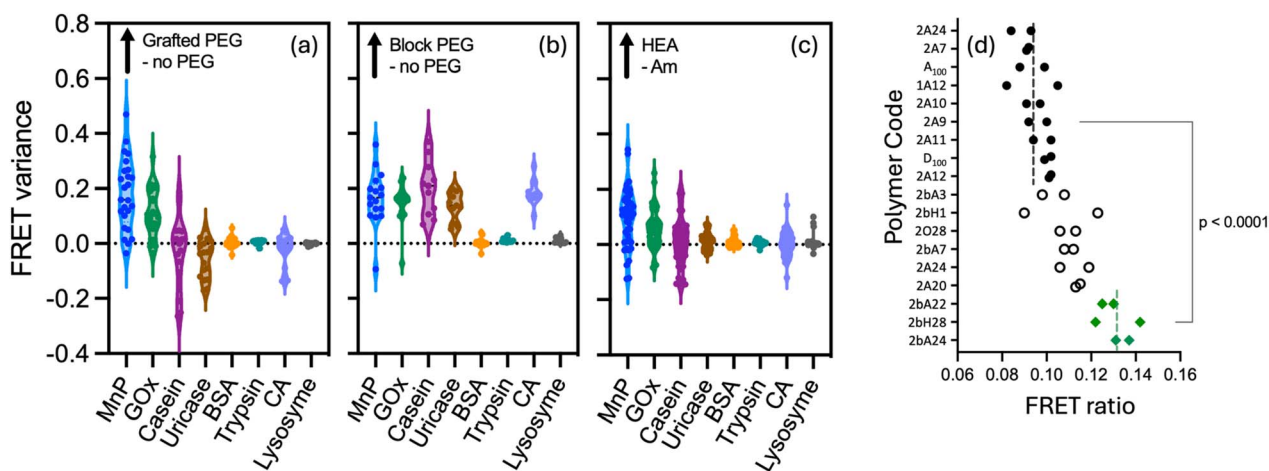 0.8
0.6
0.4
0.2
0.0
-0.2
-0.4
FRET variance
Grafted PEG
- no PEG
(a)
MnP
GOx
Casein
Uricase
BSA
Trypsin
CA
Lysosyme
Block PEG
- no PEG
(b)
MnP
GOx
Casein
Uricase
BSA
Trypsin
CA
Lysosyme
HEA
- Am
(c)
MnP
GOx
Casein
Uricase
BSA
Trypsin
CA
Lysosyme
(d)
Polymer Code
2A24
2A7
A100
1A12
2A10
2A9
2A11
D100
2A12
2bA3
2bH1
2O28
2bA7
2A24
2A20
2bA22
2bH28
2bA24
p < 0.0001
0.06 0.08 0.10 0.12 0.14 0.16
FRET ratio